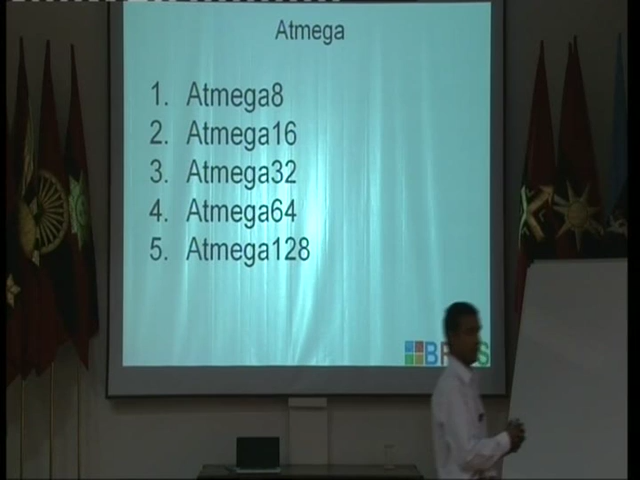 Atmega
1. Atmega8
2. Atmega16
3. Atmega32
4. Atmega64
5. Atmega128